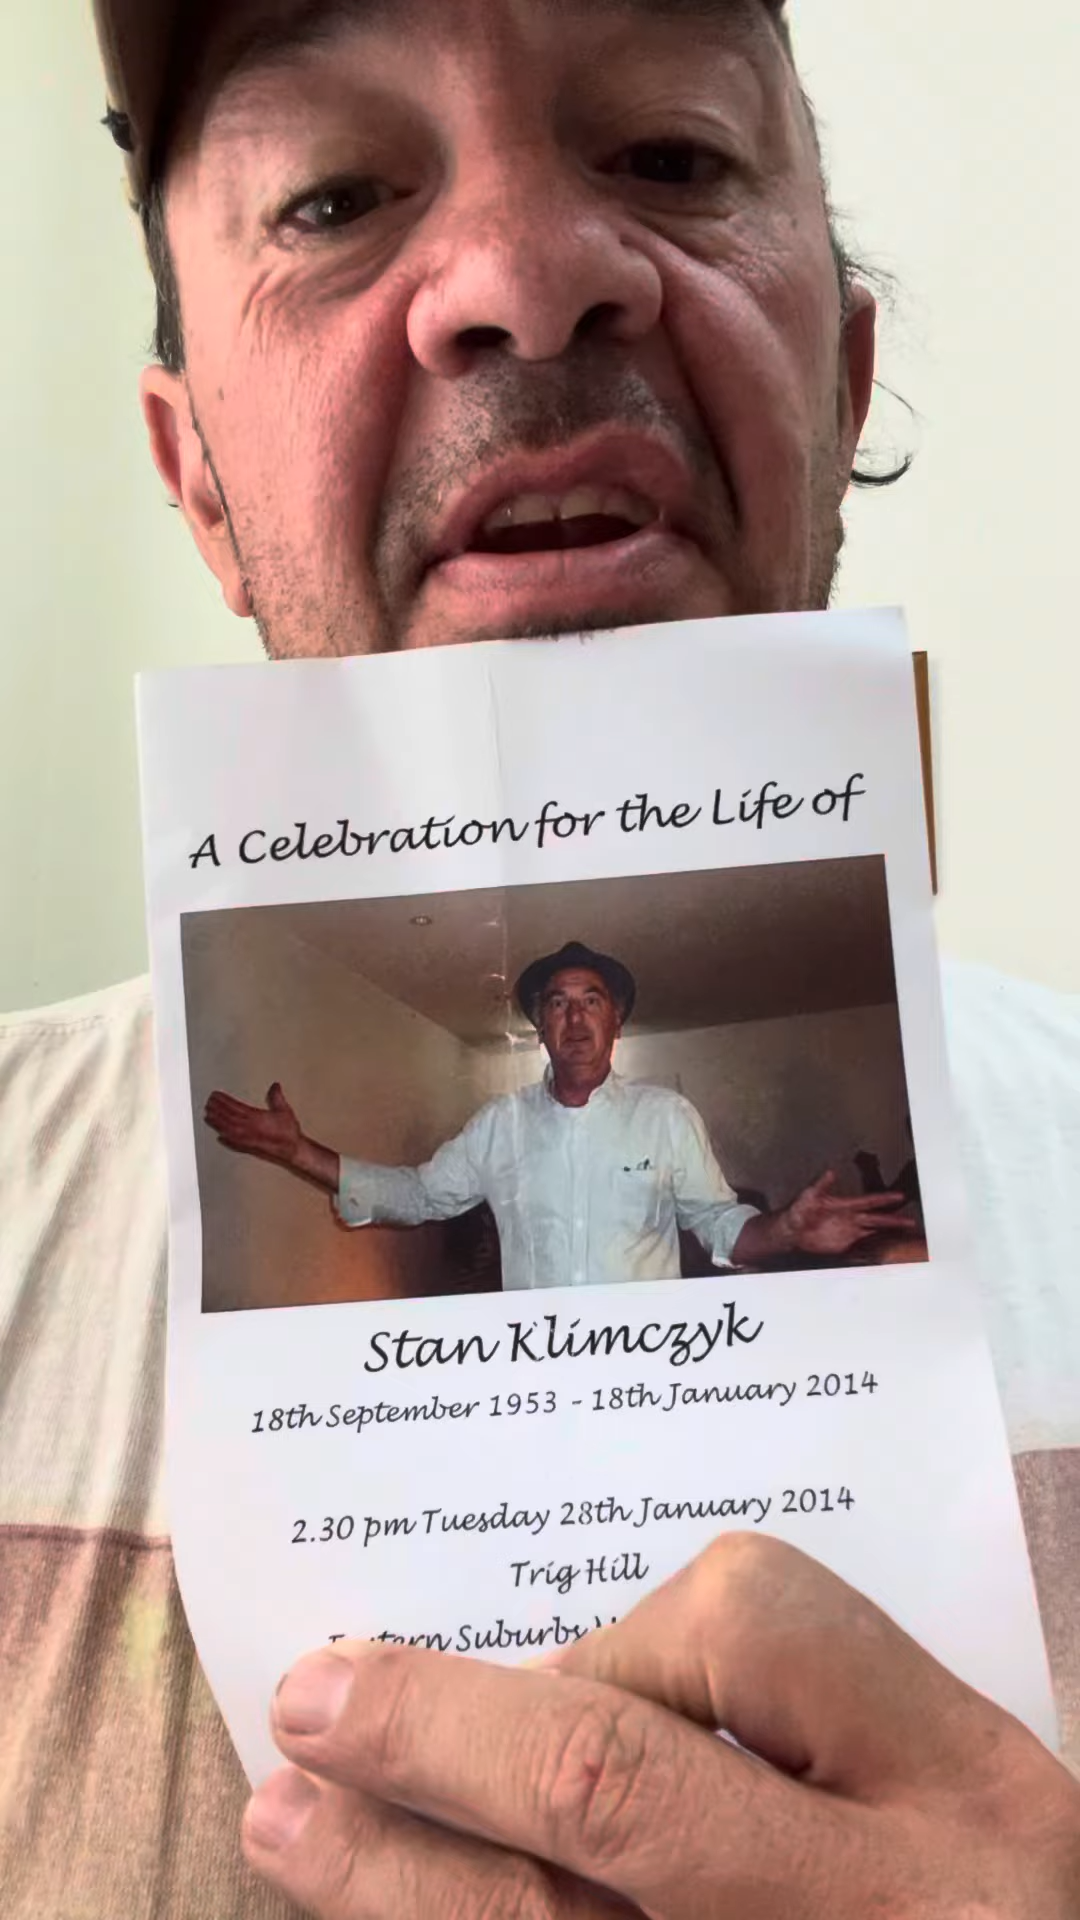 A Celebration for the Life of
Stan Klimczyk
18th September 1953 - 18th January 2014
2.30 pm Tuesday 28th January 2014
Trig Hill
Suburbs